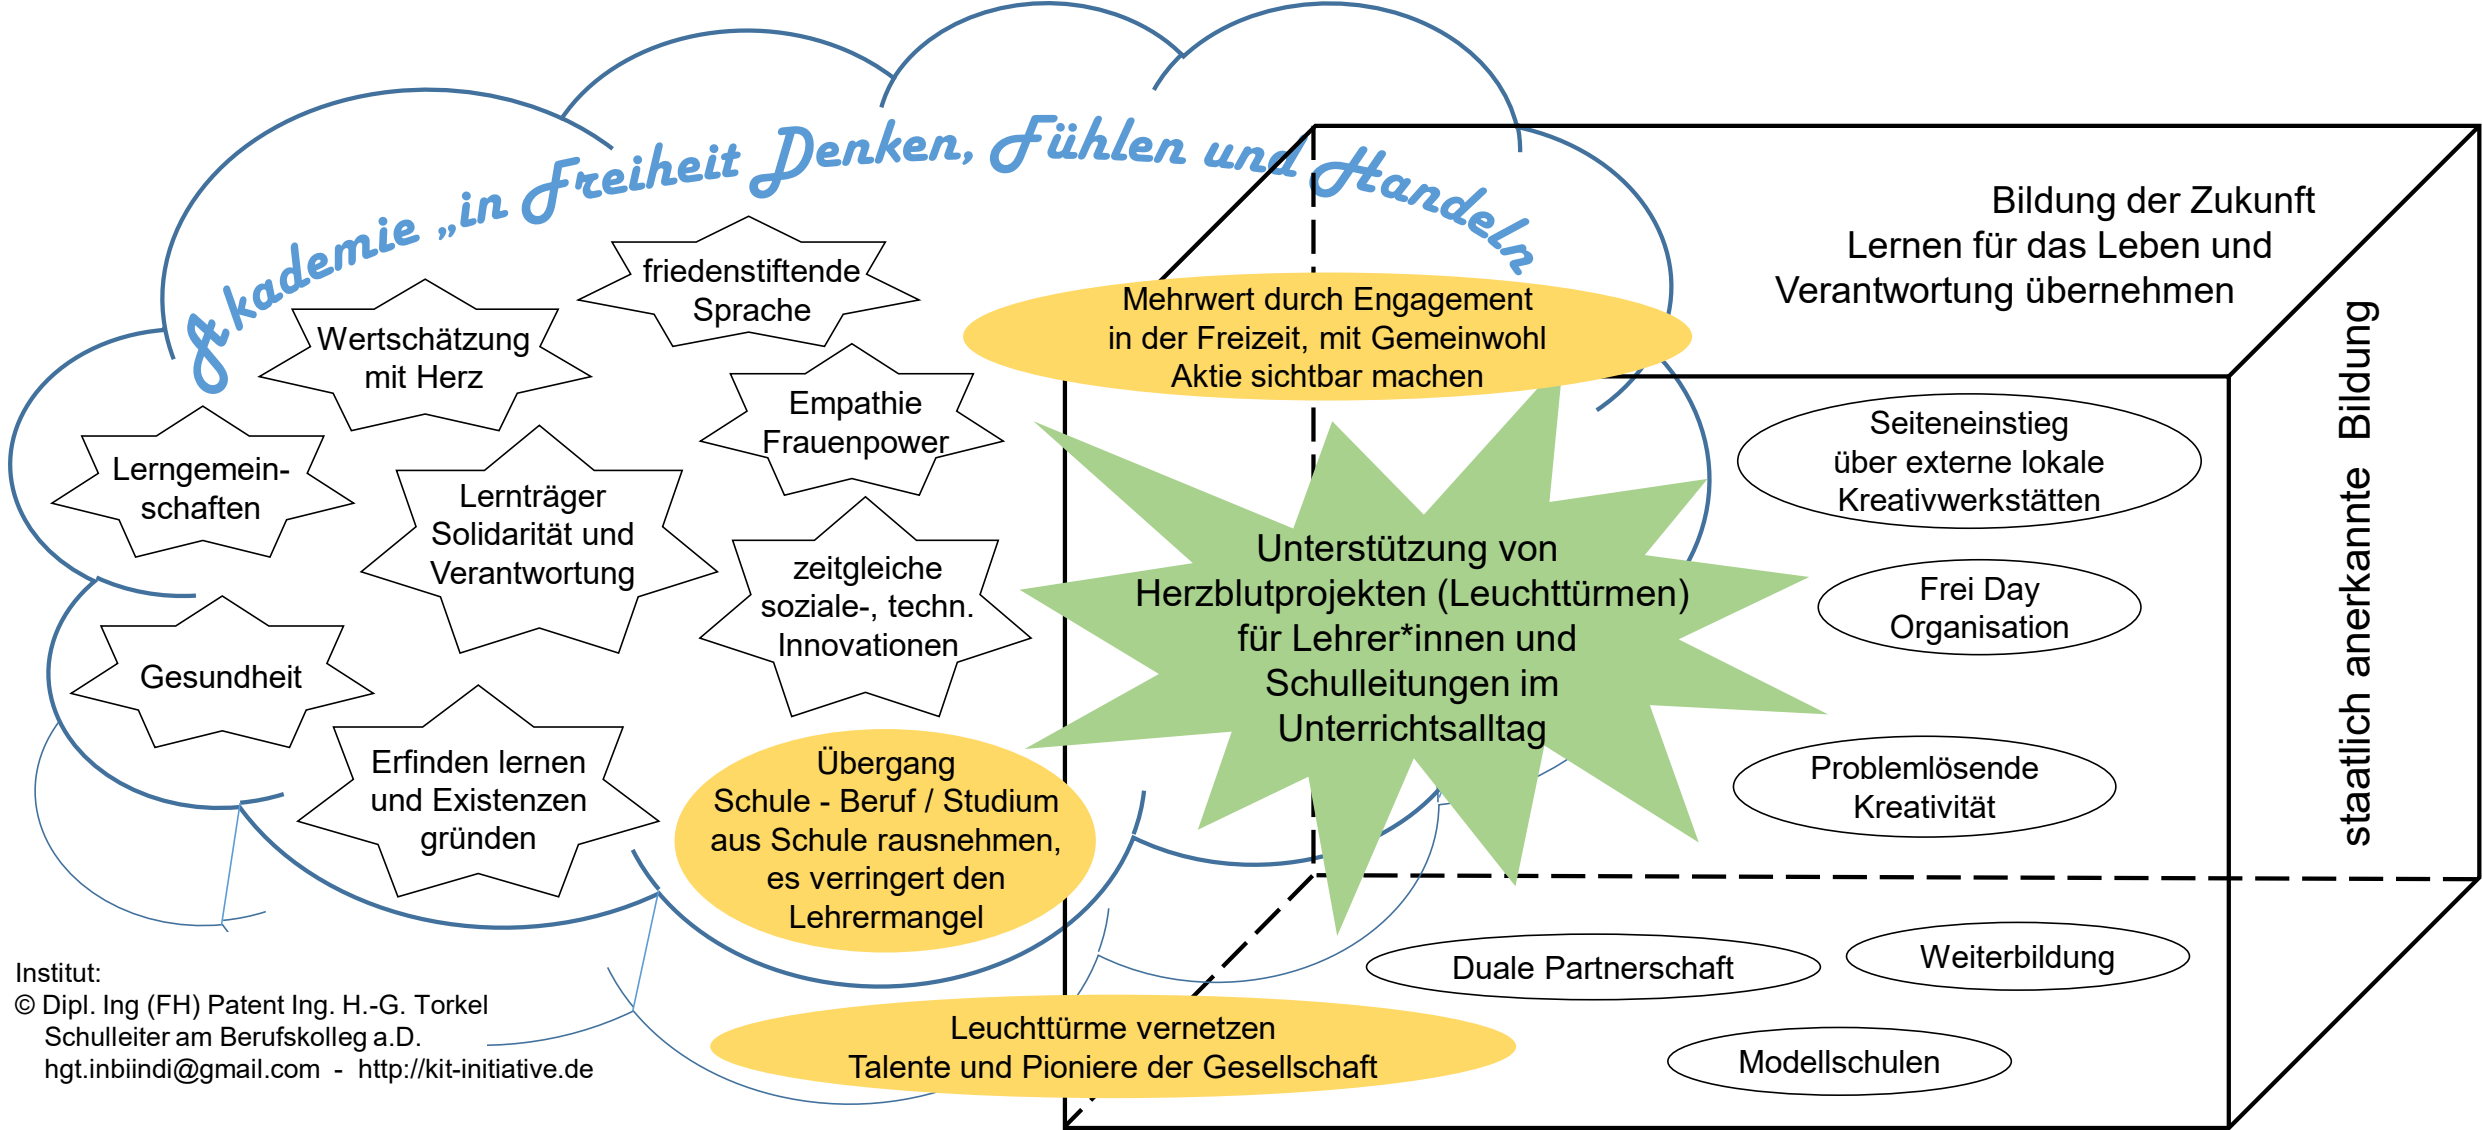 Akademie „in Freiheit Denken, Fühlen und Handeln
Bildung der Zukunft
Lernen für das Leben und
Verantwortung übernehmen
staatlich anerkannte Bildung
friedenstiftende
Sprache
Wertschätzung
mit Herz
Mehrwert durch Engagement
in der Freizeit, mit Gemeinwohl
Aktie sichtbar machen
Empathie
Frauenpower
Lerngemein-
schaften
Lernträger
Solidarität und
Verantwortung
zeitgleiche
soziale-, techn.
Innovationen
Gesundheit
Erfinden lernen
und Existenzen
gründen
Übergang
Schule - Beruf / Studium
aus Schule rausnehmen,
es verringert den
Lehrermangel
Unterstützung von
Herzblutprojekten (Leuchttürmen)
für Lehrer*innen und
Schulleitungen im
Unterrichtsalltag
Seiteneinstieg
über externe lokale
Kreativwerkstätten
Frei Day
Organisation
Problemlösende
Kreativität
Duale Partnerschaft
Weiterbildung
Modellschulen
Leuchttürme vernetzen
Talente und Pioniere der Gesellschaft
Institut:
© Dipl. Ing (FH) Patent Ing. H.-G. Torkel
Schulleiter am Berufskolleg a.D.
hgt.inbiindi@gmail.com - http://kit-initiative.de